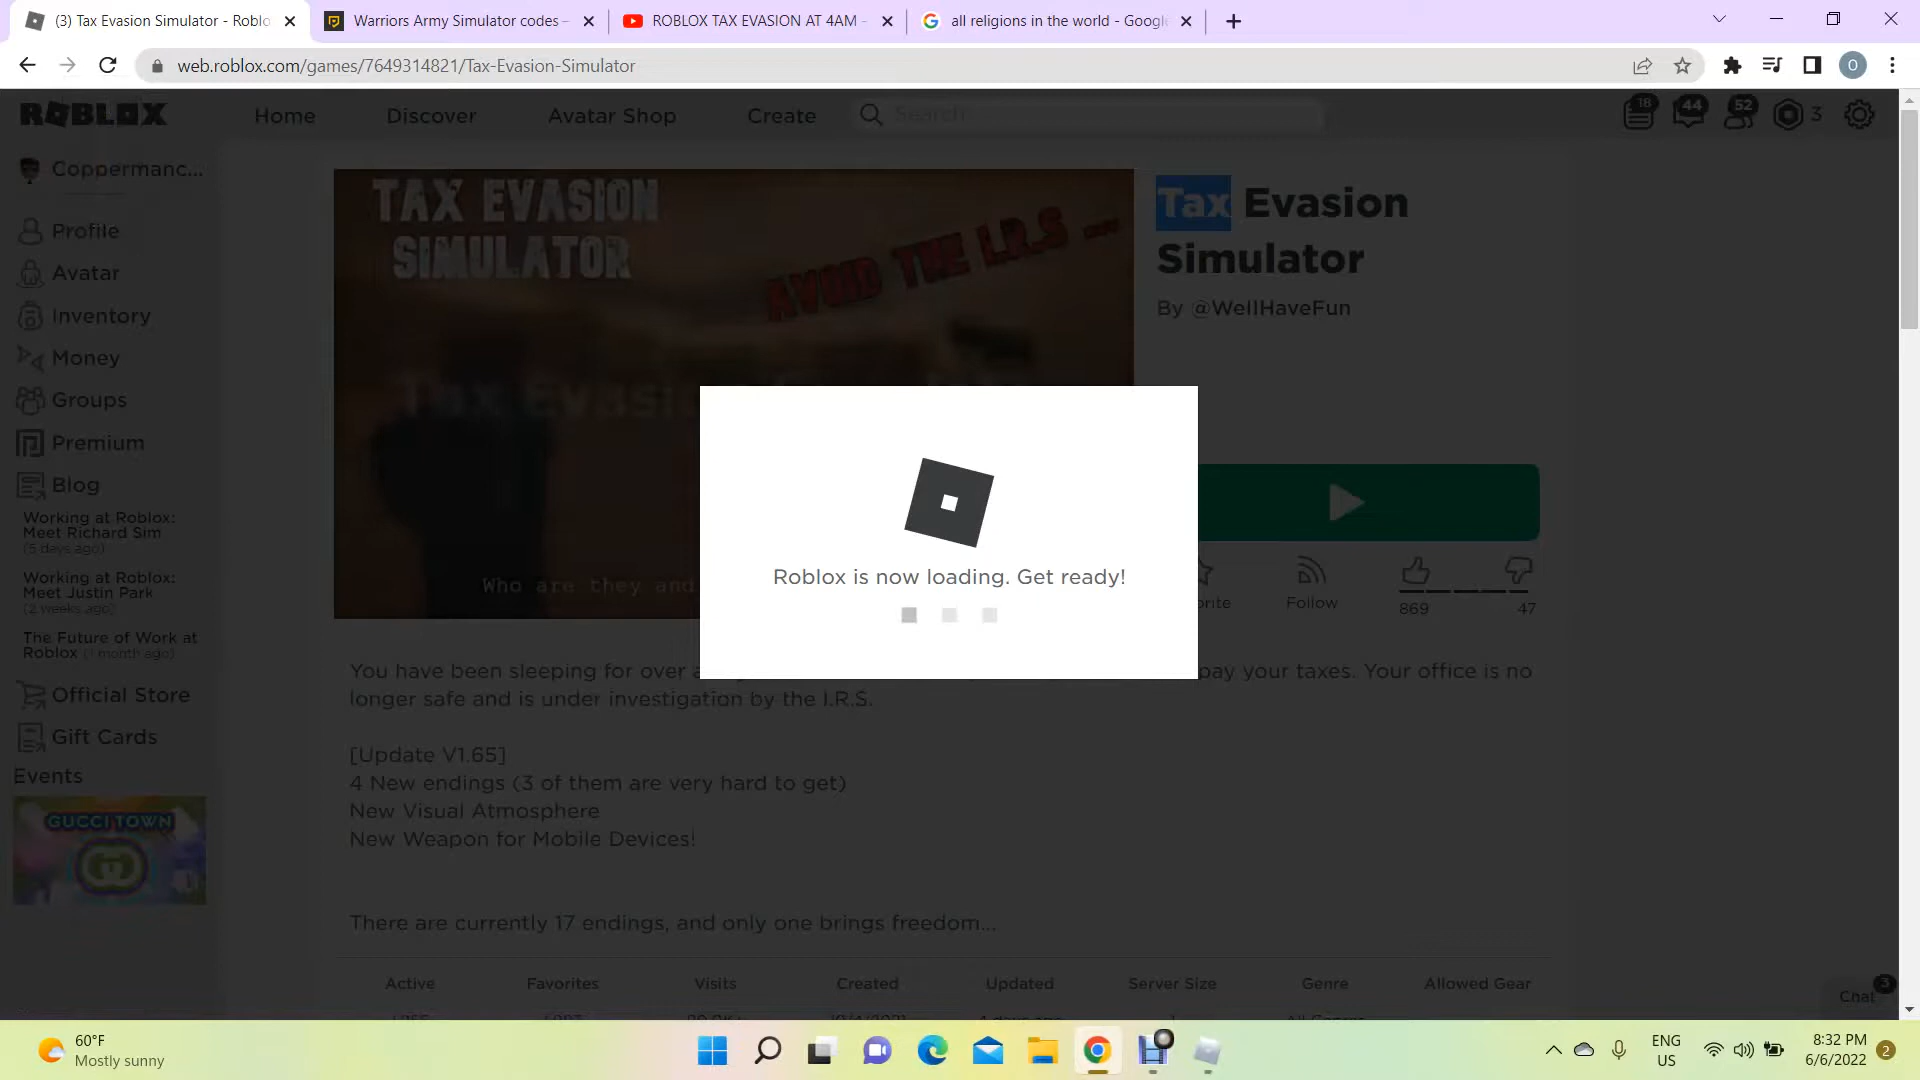 (3) Tax Evasion Simulator - Roblo
Warriors Army Simulator codes -
ROBLOX TAX EVASION AT 4AM -
all religions in the world - Google
web.roblox.com/games/7649314821/Tax-Evasion-Simulator
O
ROBLOX
Home
Discover
Avatar Shop
Create
Search
18
44
52
3
Coppermanc...
Profile
Avatar
Inventory
Money
Groups
Premium
Blog
Working at Roblox:
Meet Richard Sim
(5 days ago)
Working at Roblox:
Meet Justin Park
(2 weeks ago)
The Future of Work at
Roblox (1 month ago)
Official Store
Gift Cards
Events
GUCCI TOWN
TAX EVASION
SIMULATOR
AVOID THE I.R.S ...
Tax Evasi
Who are they and
Tax Evasion
Simulator
By @WellHaveFun
Roblox is now loading. Get ready!
orite
Follow
869
47
You have been sleeping for over
pay your taxes. Your office is no
longer safe and is under investigation by the I.R.S.
[Update V1.65]
4 New endings (3 of them are very hard to get)
New Visual Atmosphere
New Weapon for Mobile Devices!
There are currently 17 endings, and only one brings freedom...
Active
Favorites
Visits
Created
Updated
Server Size
Genre
Allowed Gear
Chat
3
60°F
Mostly sunny
ENG
US
8:32 PM
6/6/2022
2